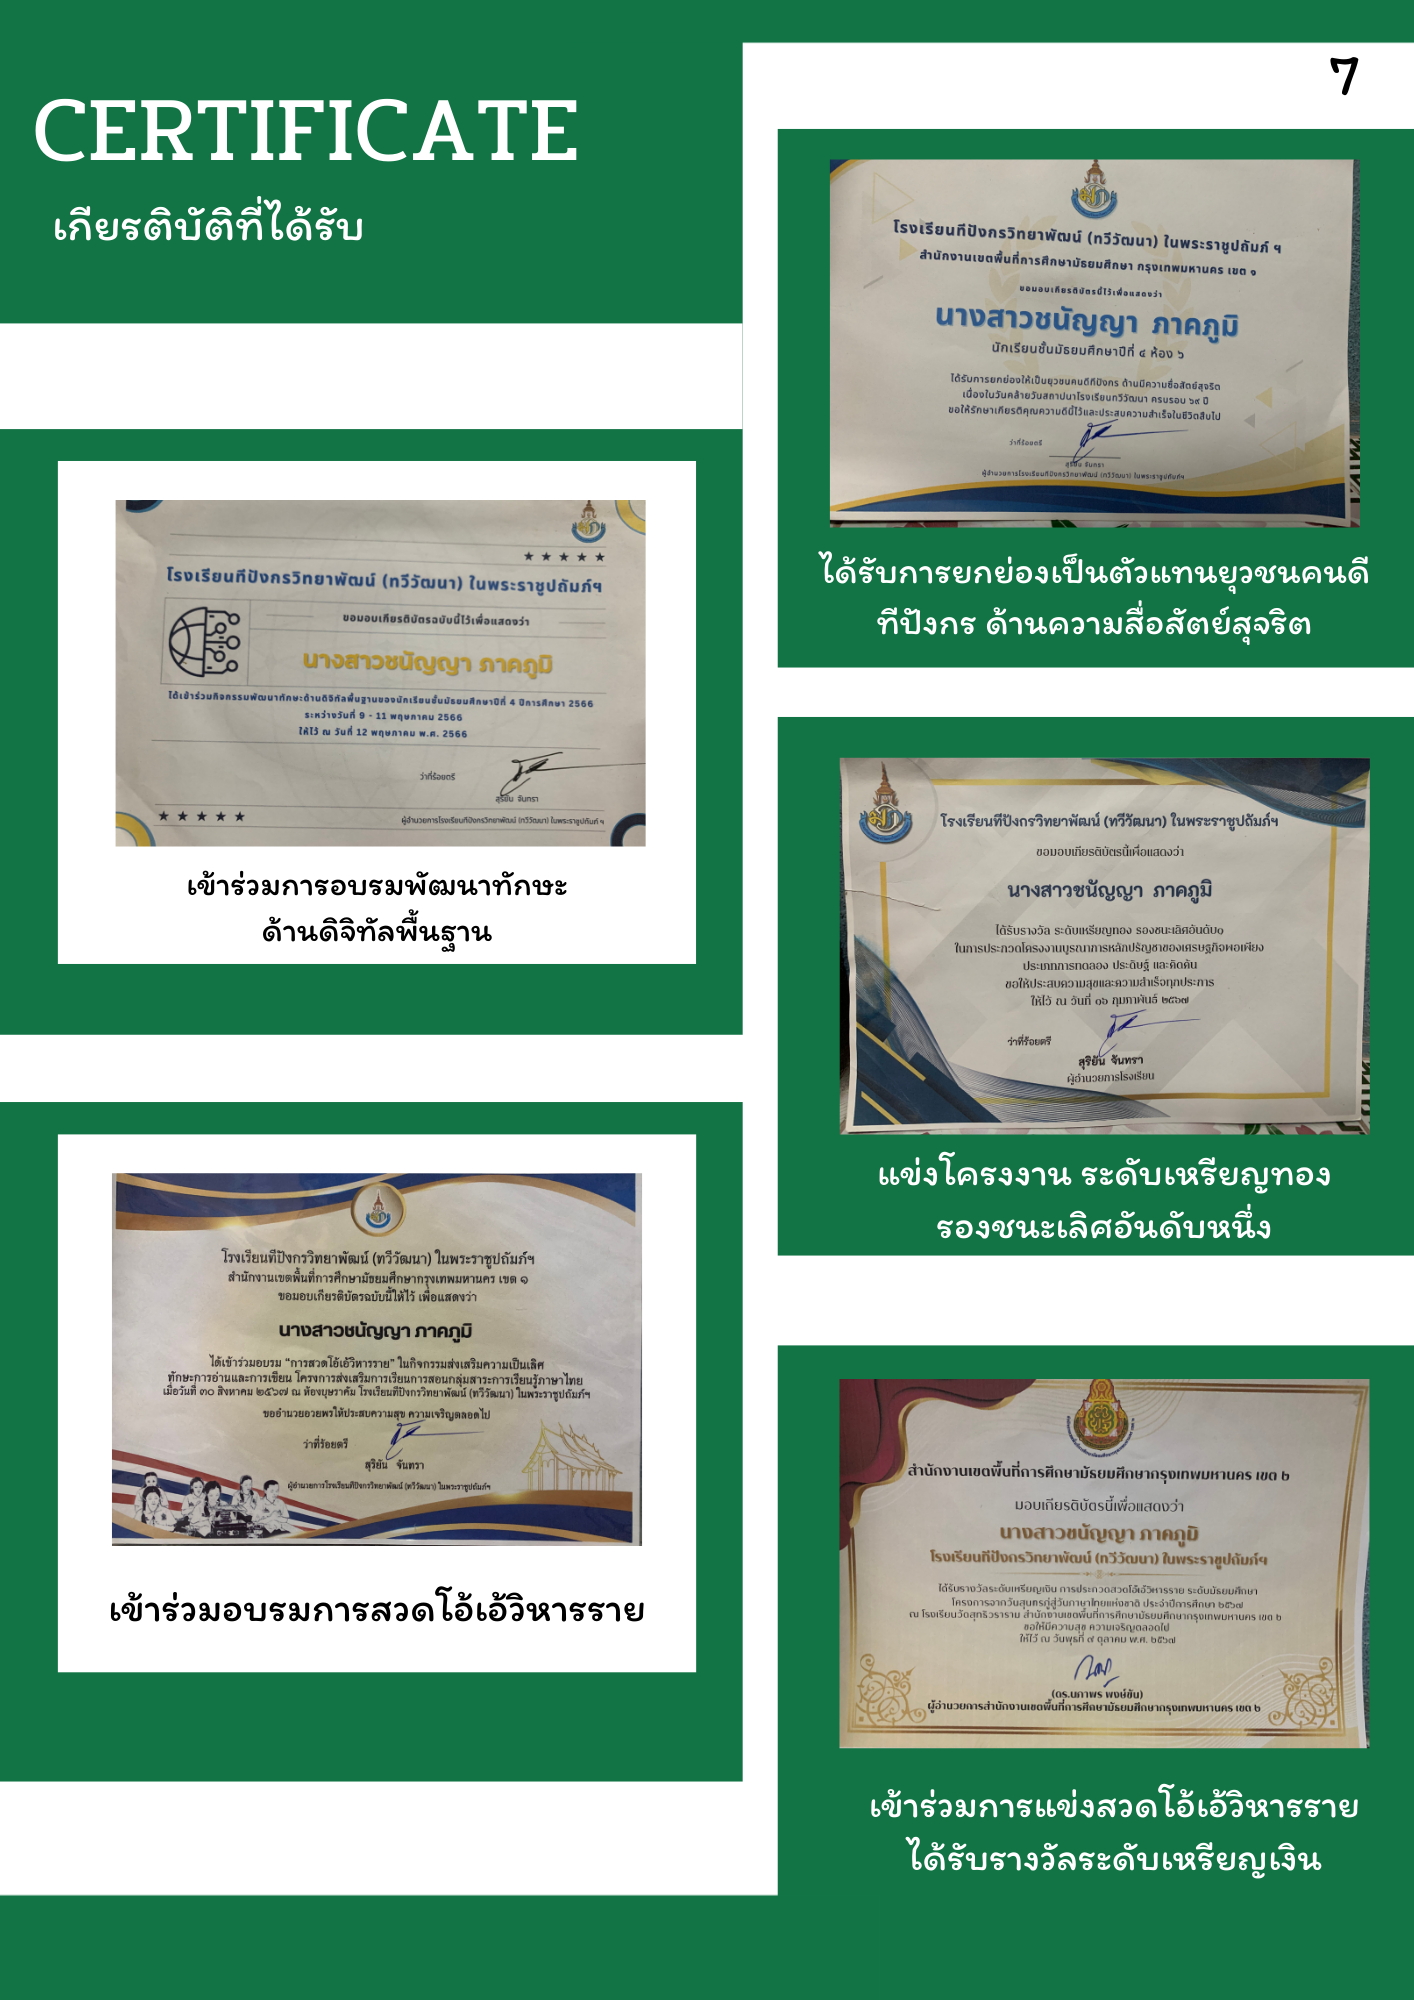 7
CERTIFICATE
เกียรติบัติที่ได้รับ
โรงเรียนทีปังกรวิทยาพัฒน์ (ทวีวัฒนา) ในพระราชูปถัมภ์ฯ
ขอมอบเกียรติบัตรฉบับนี้ไว้เพื่อแสดงว่า
นางสาวชนัญญา ภาคภูมิ
ได้เข้าร่วมกิจกรรมพัฒนาทักษะด้านดิจิทัลพื้นฐานของนักเรียนชั้นมัธยมศึกษาปีที่ 4 ปีการศึกษา 2566
ระหว่างวันที่ 9 - 11 พฤษภาคม 2566
ให้ไว้ ณ วันที่ 12 พฤษภาคม พ.ศ. 2566
ว่าที่ร้อยตรี
สุริยัน จันทรา
ผู้อำนวยการโรงเรียนทีปังกรวิทยาพัฒน์ (ทวีวัฒนา) ในพระราชูปถัมภ์ ฯ
เข้าร่วมการอบรมพัฒนาทักษะ
ด้านดิจิทัลพื้นฐาน
โรงเรียนทีปังกรวิทยาพัฒน์ (ทวีวัฒนา) ในพระราชูปถัมภ์ฯ
สำนักงานเขตพื้นที่การศึกษามัธยมศึกษากรุงเทพมหานคร เขต ๑
ขอมอบเกียรติบัตรฉบับนี้ให้ไว้ เพื่อแสดงว่า
นางสาวชนัญญา ภาคภูมิ
ได้เข้าร่วมอบรม “การสวดโอ้เอ้วิหารราย” ในกิจกรรมส่งเสริมความเป็นเลิศ
ทักษะการอ่านและการเขียน โครงการส่งเสริมการเรียนการสอนกลุ่มสาระการเรียนรู้ภาษาไทย
เมื่อวันที่ ๓๐ สิงหาคม ๒๕๖๗ ณ ห้องบุษราคัม โรงเรียนทีปังกรวิทยาพัฒน์ (ทวีวัฒนา) ในพระราชูปถัมภ์ฯ
ขออำนวยอวยพรให้ประสบความสุข ความเจริญตลอดไป
ว่าที่ร้อยตรี
สุริยัน จันทรา
ผู้อำนวยการโรงเรียนทีปังกรวิทยาพัฒน์ (ทวีวัฒนา) ในพระราชูปถัมภ์ฯ
เข้าร่วมอบรมการสวดโอ้เอ้วิหารราย
โรงเรียนทีปังกรวิทยาพัฒน์ (ทวีวัฒนา) ในพระราชูปถัมภ์ ฯ
สำนักงานเขตพื้นที่การศึกษามัธยมศึกษา กรุงเทพมหานคร เขต ๑
ขอมอบเกียรติบัตรนี้ไว้เพื่อแสดงว่า
นางสาวชนัญญา ภาคภูมิ
นักเรียนชั้นมัธยมศึกษาปีที่ ๔ ห้อง ๖
ได้รับการยกย่องให้เป็นยุวชนคนดีทีปังกร ด้านมีความซื่อสัตย์สุจริต
เนื่องในวันคล้ายวันสถาปนาโรงเรียนทวีวัฒนา ครบรอบ ๖๙ ปี
ขอให้รักษาเกียรติคุณความดีนี้ไว้และประสบความสำเร็จในชีวิตสืบไป
ว่าที่ร้อยตรี
สุริยัน จันทรา
ผู้อำนวยการโรงเรียนทีปังกรวิทยาพัฒน์ (ทวีวัฒนา) ในพระราชูปถัมภ์ฯ
ได้รับการยกย่องเป็นตัวแทนยุวชนคนดี
ทีปังกร ด้านความสื่อสัตย์สุจริต
โรงเรียนทีปังกรวิทยาพัฒน์ (ทวีวัฒนา) ในพระราชูปถัมภ์ฯ
ขอมอบเกียรติบัตรนี้เพื่อแสดงว่า
นางสาวชนัญญา ภาคภูมิ
ได้รับรางวัล ระดับเหรียญทอง รองชนะเลิศอันดับ๑
ในการประกวดโครงงานบูรณาการหลักปรัชญาของเศรษฐกิจพอเพียง
ประเภทการทดลอง ประดิษฐ์ และคิดค้น
ขอให้ประสบความสุขและความสำเร็จทุกประการ
ให้ไว้ ณ วันที่ ๑๖ กุมภาพันธ์ ๒๕๖๗
ว่าที่ร้อยตรี
สุริยัน จันทรา
ผู้อำนวยการโรงเรียน
แข่งโครงงาน ระดับเหรียญทอง
รองชนะเลิศอันดับหนึ่ง
สำนักงานเขตพื้นที่การศึกษามัธยมศึกษากรุงเทพมหานคร เขต ๑
มอบเกียรติบัตรนี้เพื่อแสดงว่า
นางสาวชนัญญา ภาคภูมิ
โรงเรียนทีปังกรวิทยาพัฒน์ (ทวีวัฒนา) ในพระราชูปถัมภ์ฯ
ได้รับรางวัลระดับเหรียญเงิน การประกวดสวดโอ้เอ้วิหารราย ระดับมัธยมศึกษา
โครงการจากวันสุนทรภู่สู่วันภาษาไทยแห่งชาติ ประจำปีการศึกษา ๒๕๖๗
ขอให้มีความสุข ความเจริญตลอดไป
ผู้อำนวยการสำนักงานเขตพื้นที่การศึกษามัธยมศึกษากรุงเทพมหานคร เขต ๑
เข้าร่วมการแข่งสวดโอ้เอ้วิหารราย
ได้รับรางวัลระดับเหรียญเงิน